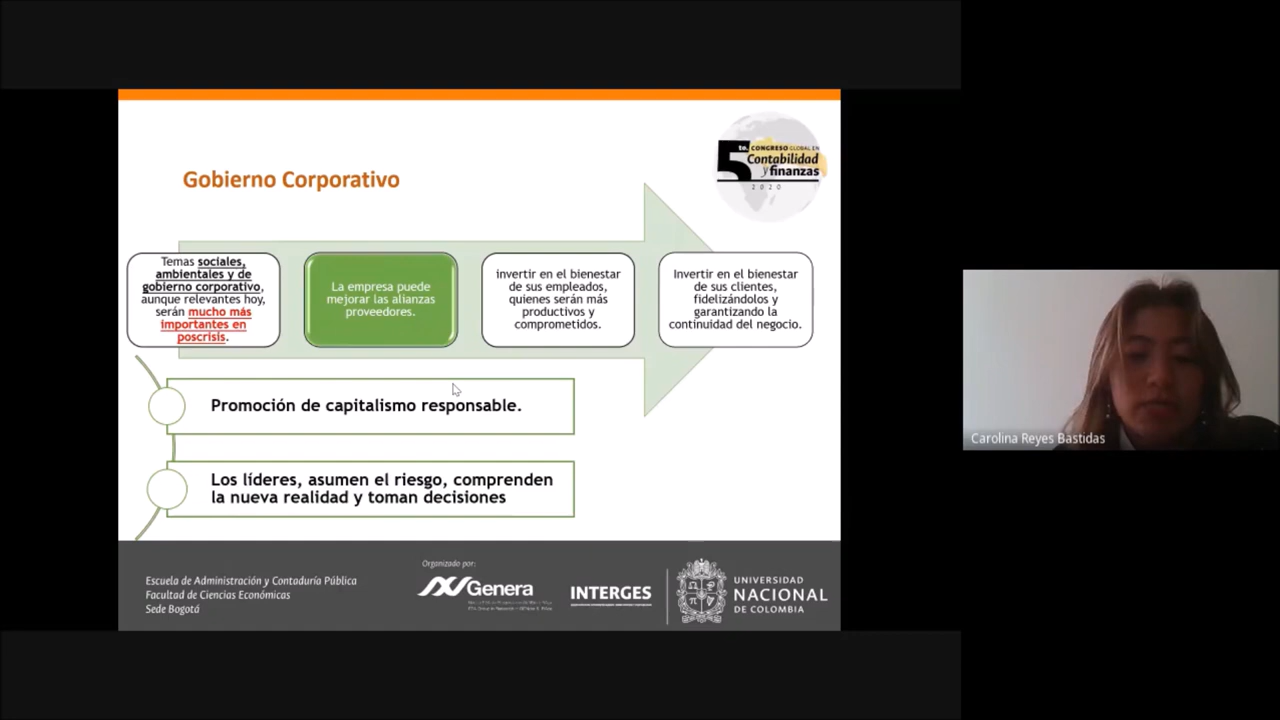 5to. CONGRESO GLOBAL EN
Contabilidad
y finanzas
2020
Gobierno Corporativo
Temas sociales,
ambientales y de
gobierno corporativo,
aunque relevantes hoy,
serán mucho más
importantes en
poscrisis.
La empresa puede
mejorar las alianzas
proveedores.
invertir en el bienestar
de sus empleados,
quienes serán más
productivos y
comprometidos.
Invertir en el bienestar
de sus clientes,
fidelizándolos y
garantizando la
continuidad del negocio.
Promoción de capitalismo responsable.
Los líderes, asumen el riesgo, comprenden
la nueva realidad y toman decisiones
Carolina Reyes Bastidas
Escuela de Administración y Contaduría Pública
Facultad de Ciencias Económicas
Sede Bogotá
Organizado por:
Genera
INTERGES
UNIVERSIDAD
NACIONAL
DE COLOMBIA